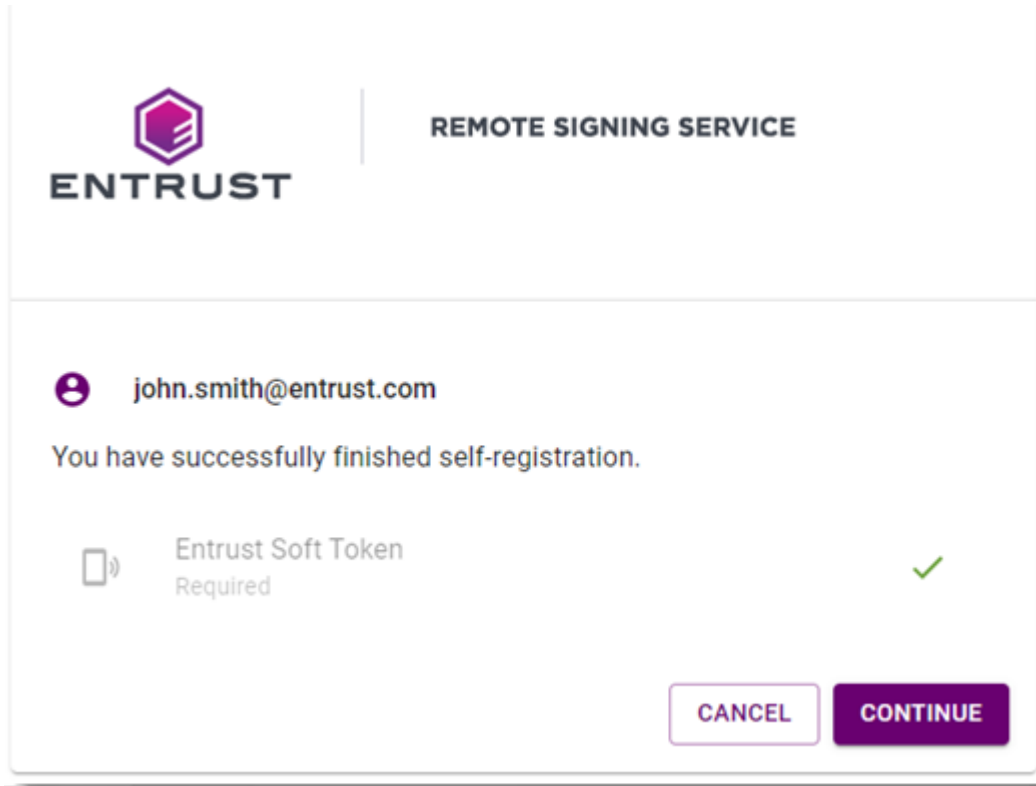 ENTRUST
REMOTE SIGNING SERVICE
john.smith@entrust.com
You have successfully finished self-registration.
Entrust Soft Token
Required
CANCEL
CONTINUE